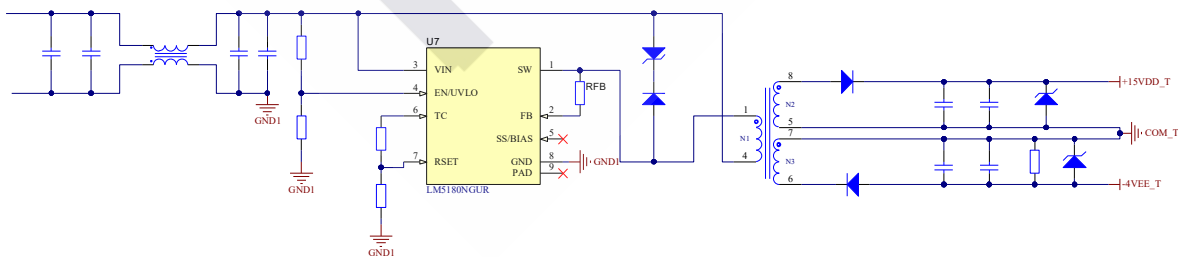 U7
3 VIN SW 1
4 EN/UVLO RFB
6 TC FB 2
SS/BIAS 5
7 RSET GND 8 GND1
PAD 9
LM5180NGUR
GND1
GND1
GND1
1 N1 4
8 N2 5
7 N3 6
+15VDD_T
COM_T
-4VEE_T